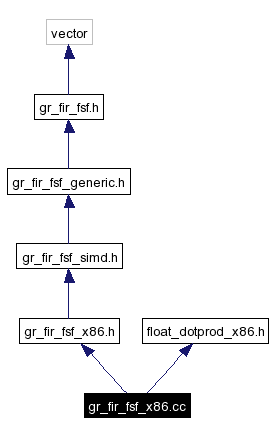 vector
gr_fir_fsf.h
gr_fir_fsf_generic.h
gr_fir_fsf_simd.h
gr_fir_fsf_x86.h
float_dotprod_x86.h
gr_fir_fsf_x86.cc